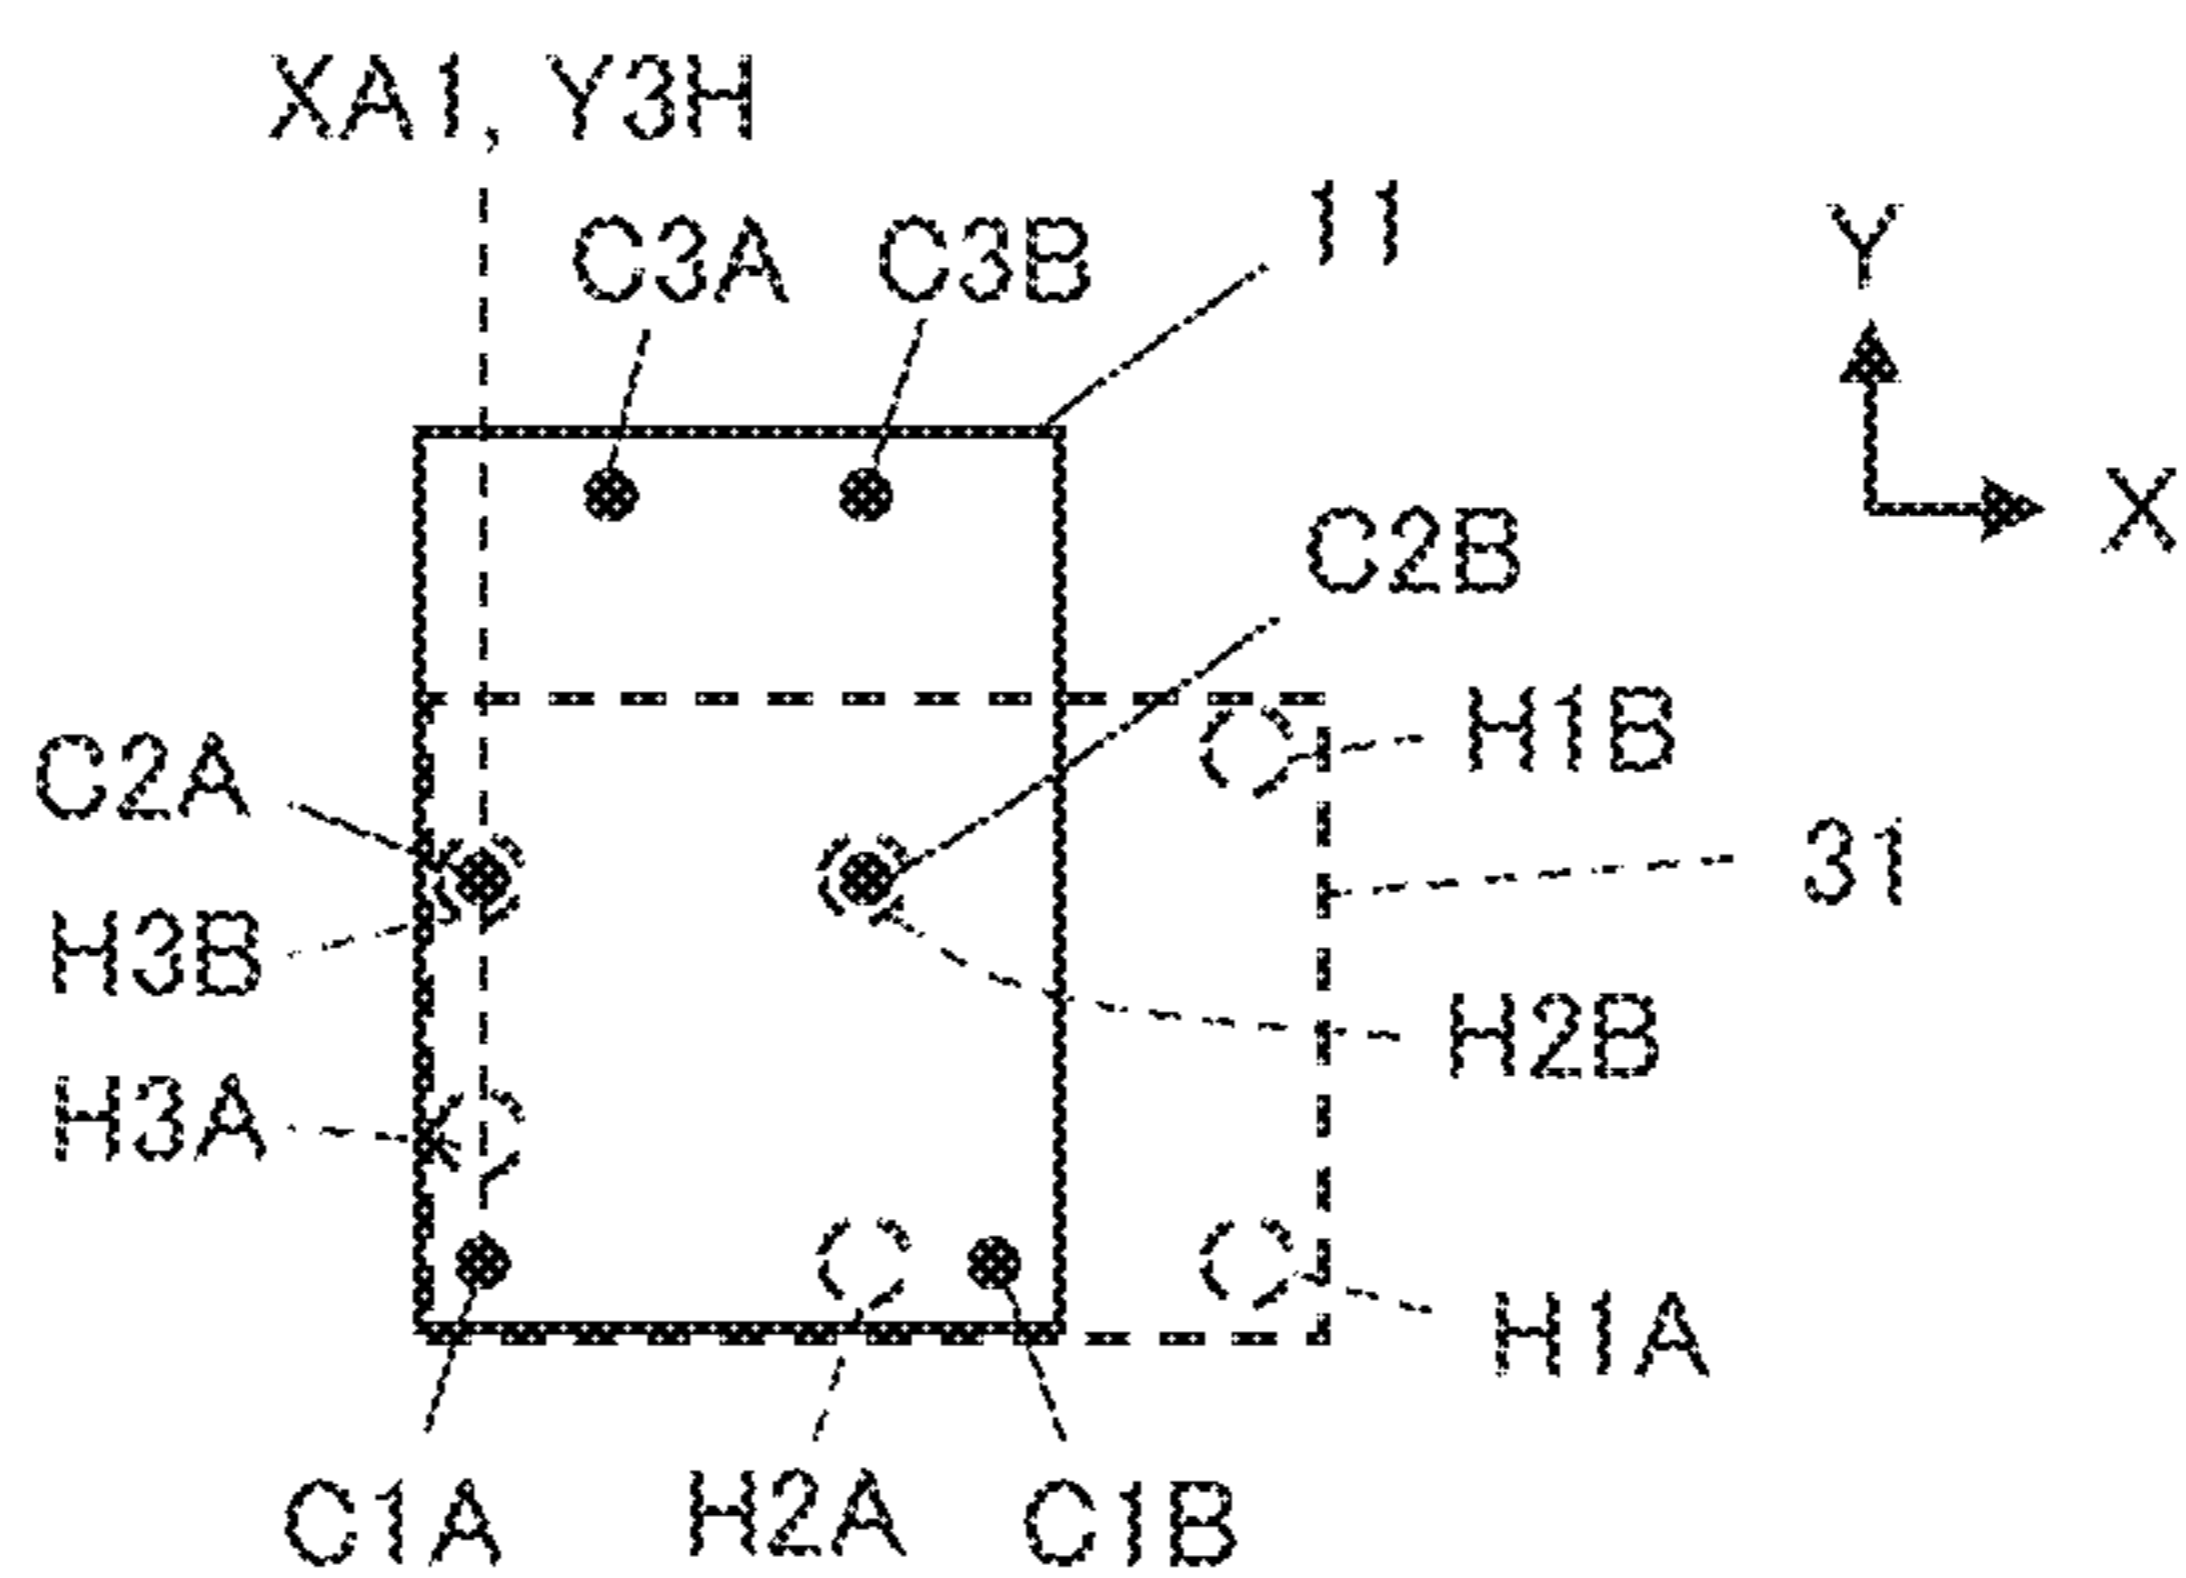 XA1, Y3H
11
C3A C3B
Y
X
C2B
H1B
C2A
31
H3B
H2B
H3A
H1A
C1A H2A C1B